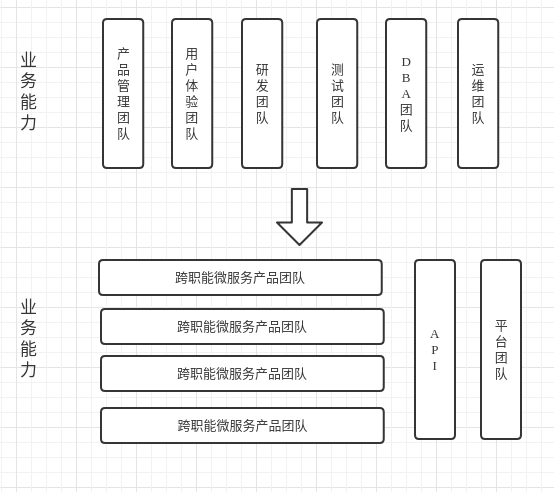 业务能力
产品管理团队
用户体验团队
研发团队
测试团队
DBA团队
运维团队
业务能力
跨职能微服务产品团队
跨职能微服务产品团队
跨职能微服务产品团队
跨职能微服务产品团队
API
平台团队